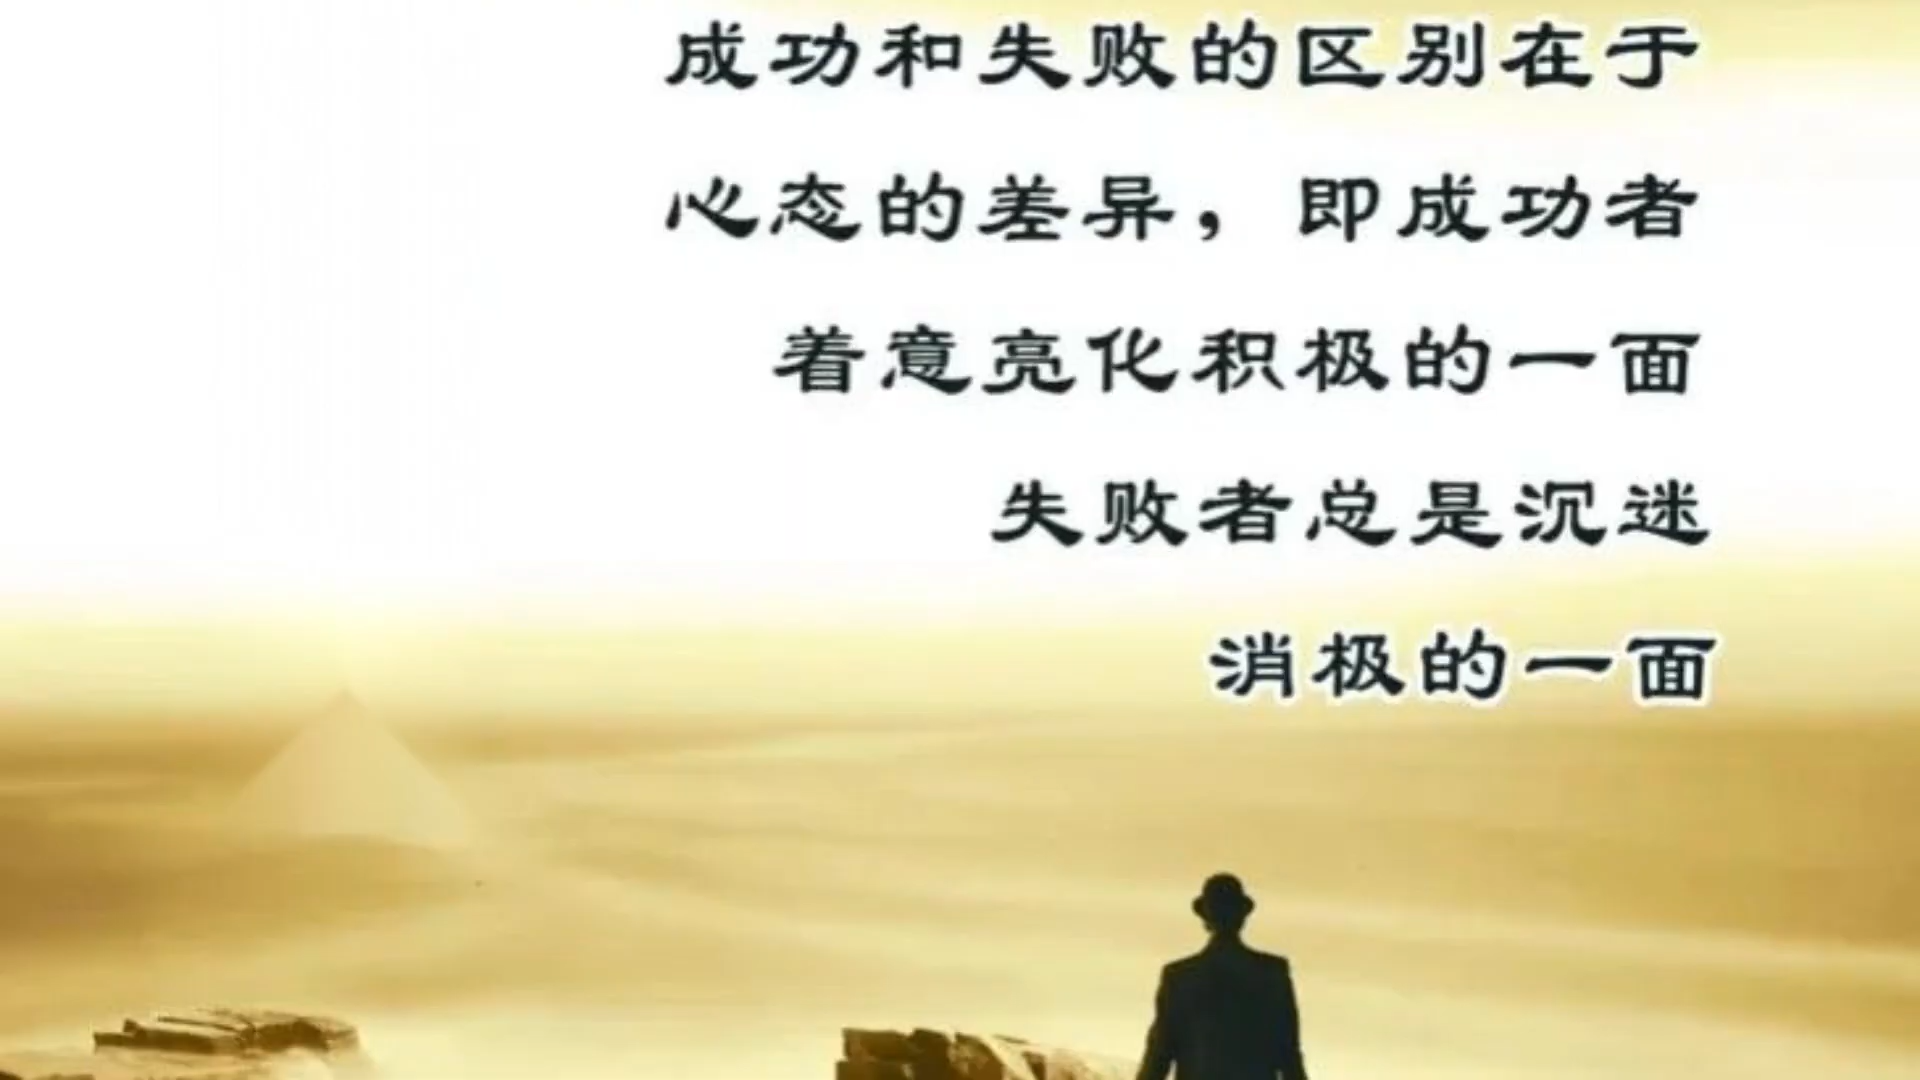 成功和失败的区别在于
心态的差异，即成功者
着意亮化积极的一面
失败者总是沉迷
消极的一面